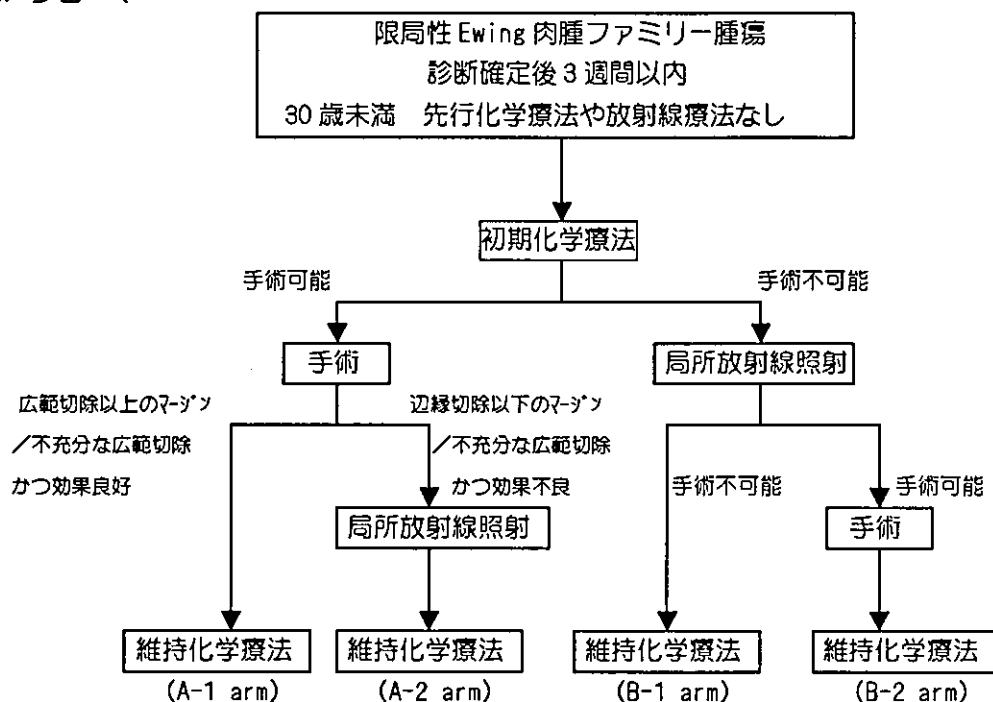 限局性 Ewing 肉腫ファミリー腫瘍
診断確定後 3 週間以内
30 歳未満　先行化学療法や放射線療法なし
初期化学療法
手術可能
手術不可能
手術
局所放射線照射
広範切除以上のﾏｰｼﾞﾝ
／不充分な広範切除
かつ効果良好
辺縁切除以下のﾏｰｼﾞﾝ
／不充分な広範切除
かつ効果不良
手術不可能
手術可能
局所放射線照射
手術
維持化学療法
維持化学療法
維持化学療法
維持化学療法
(A-1 arm)
(A-2 arm)
(B-1 arm)
(B-2 arm)